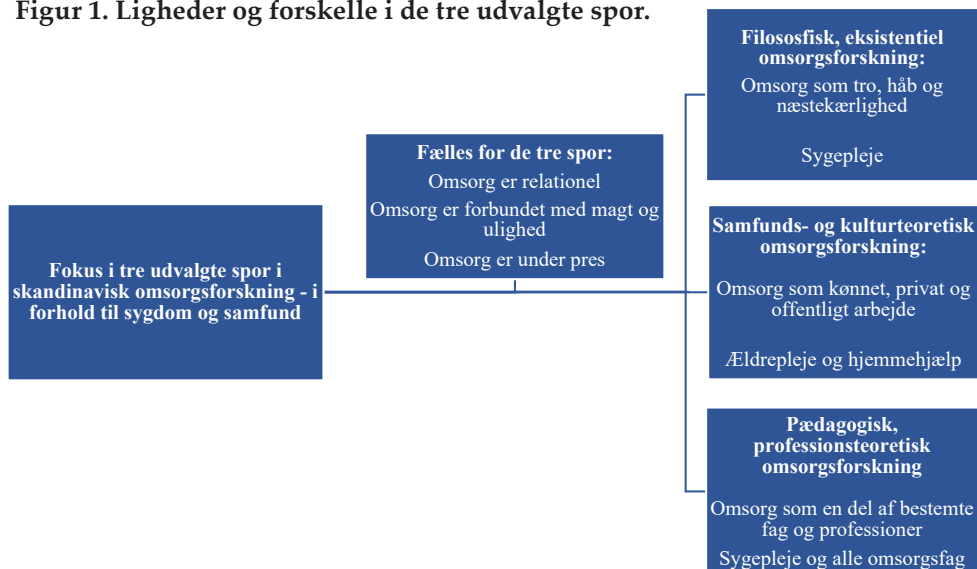 Figur 1. Ligheder og forskelle i de tre udvalgte spor.
Fokus i tre udvalgte spor i
skandinavisk omsorgsforskning - i
forhold til sygdom og samfund
Fælles for de tre spor:
Omsorg er relationel
Omsorg er forbundet med magt og
ulighed
Omsorg er under pres
Filososfisk, eksistentiel
omsorgsforskning:
Omsorg som tro, håb og
næstekærlighed
Sygepleje
Samfunds- og kulturteoretisk
omsorgsforskning:
Omsorg som kønnet, privat og
offentligt arbejde
Ældrepleje og hjemmehjælp
Pædagogisk,
professionsteoretisk
omsorgsforskning
Omsorg som en del af bestemte
fag og professioner
Sygepleje og alle omsorgsfag